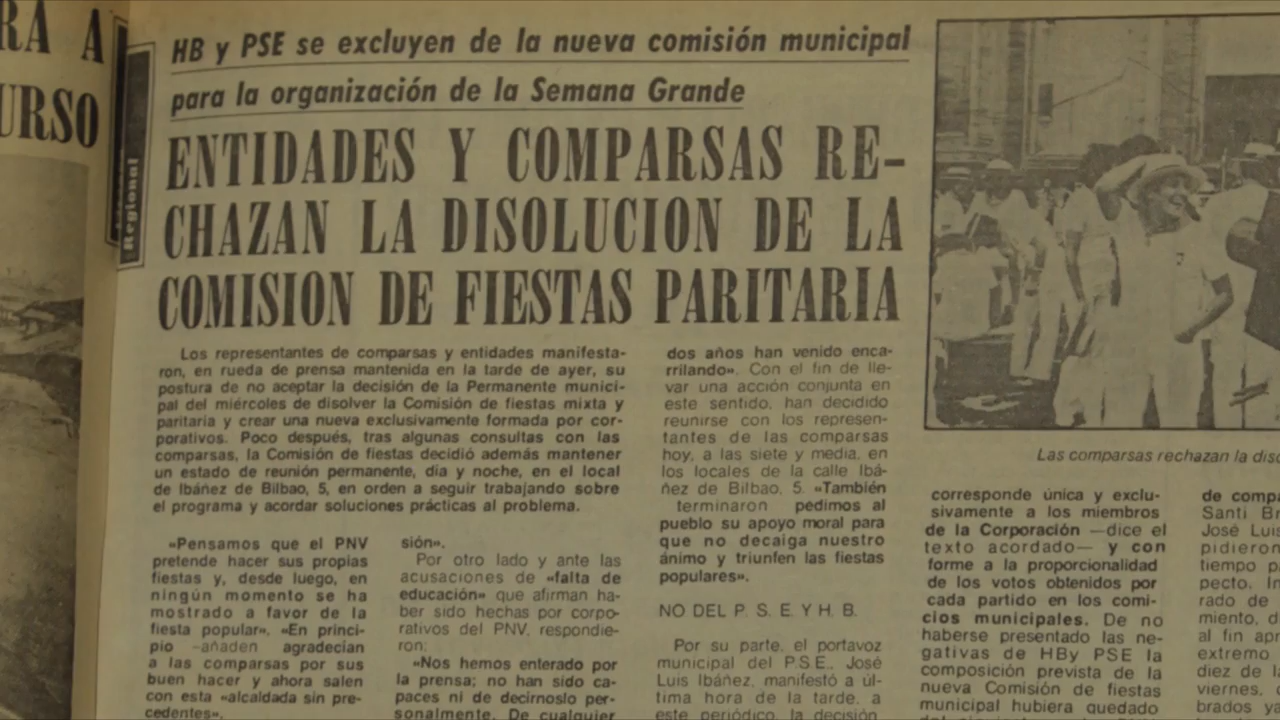 RA A
URSO
Regional
HB y PSE se excluyen de la nueva comisión municipal
para la organización de la Semana Grande
ENTIDADES Y COMPARSAS RE-
CHAZAN LA DISOLUCION DE LA
COMISION DE FIESTAS PARITARIA
Los representantes de comparsas y entidades manifesta-
ron, en rueda de prensa mantenida en la tarde de ayer, su
postura de no aceptar la decisión de la Permanente munici-
pal del miércoles de disolver la Comisión de fiestas mixta y
paritaria y crear una nueva exclusivamente formada por cor-
porativos. Poco después, tras algunas consultas con las
comparsas, la Comisión de fiestas decidió además mantener
un estado de reunión permanente, día y noche, en el local
de Ibáñez de Bilbao, 5, en orden a seguir trabajando sobre
el programa y acordar soluciones prácticas al problema.
«Pensamos que el PNV
pretende hacer sus propias
fiestas y, desde luego, en
ningún momento se ha
mostrado a favor de la
fiesta popular». «En princi-
pio —añaden— agradecían
a las comparsas por sus
buen hacer y ahora salen
con esta «alcaldada sin pre-
cedentes».
sión».
Por otro lado y ante las
acusaciones de «falta de
educación» que afirman ha-
ber sido hechas por corpo-
rativos del PNV, respondie-
ron:
«Nos hemos enterado por
la prensa; no han sido ca-
paces ni de decírnoslo per-
sonalmente. De cualquier
dos años han venido enca-
rrilando». Con el fin de lle-
var una acción conjunta en
este sentido, han decidido
reunirse con los represen-
tantes de las comparsas
hoy, a las siete y media, en
los locales de la calle Ibá-
ñez de Bilbao, 5. «También
terminaron pedimos al
pueblo su apoyo moral para
que no decaiga nuestro
ánimo y triunfen las fiestas
populares».
NO DEL P. S. E. Y H. B.
Por su parte, el portavoz
municipal del P.S.E., José
Luis Ibáñez, manifestó a úl-
tima hora de la tarde, a
este periódico, la decisión
Las comparsas rechazan la diso
corresponde única y exclu-
sivamente a los miembros
de la Corporación —dice el
texto acordado— y con
forme a la proporcionalidad
de los votos obtenidos por
cada partido en los comi-
cios municipales. De no
haberse presentado las ne-
gativas de HBy PSE la
composición prevista de la
nueva Comisión de fiestas
municipal hubiera quedado
de compa
Santi Br
José Luis
pidieron
tiempo pa
pecto. In
rado de
miento, d
al fin apr
extremo
diez de l
viernes,
brados ya